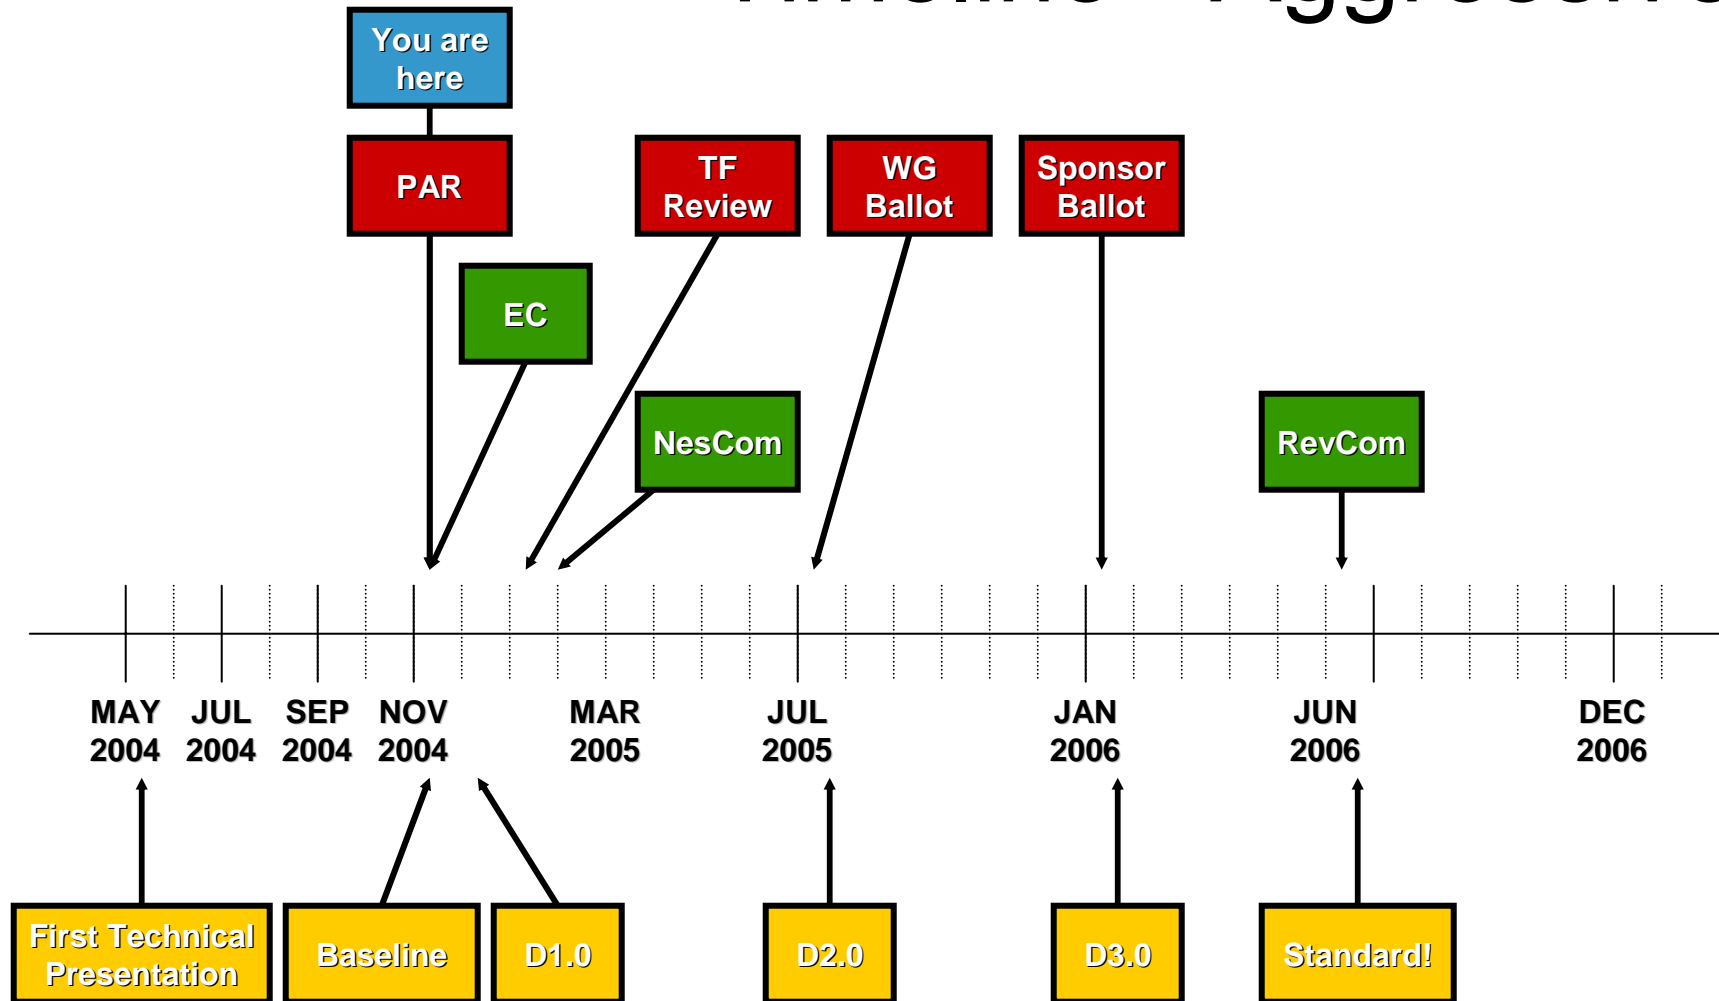 Timeline - Aggressive
You are
here
PAR
TF
Review
WG
Ballot
Sponsor
Ballot
EC
NesCom
RevCom
MAY
2004
JUL
2004
SEP
2004
NOV
2004
MAR
2005
JUL
2005
JAN
2006
JUN
2006
DEC
2006
First Technical
Presentation
Baseline
D1.0
D2.0
D3.0
Standard!